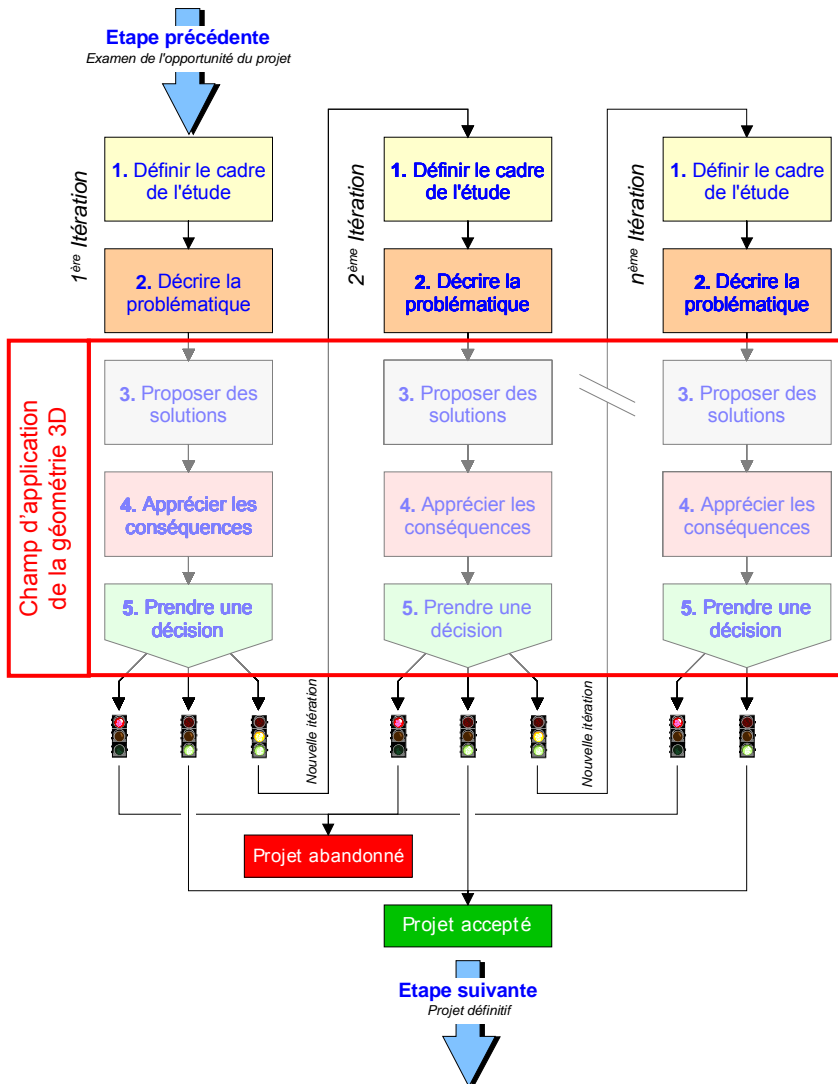 Etape précédente
Examen de l'opportunité du projet
1ère Itération
1. Définir le cadre
de l'étude
2. Décrire la
problématique
3. Proposer des
solutions
4. Apprécier les
conséquences
5. Prendre une
décision
Nouvelle itération
2ème Itération
1. Définir le cadre
de l'étude
2. Décrire la
problématique
3. Proposer des
solutions
4. Apprécier les
conséquences
5. Prendre une
décision
Nouvelle itération
nème Itération
1. Définir le cadre
de l'étude
2. Décrire la
problématique
3. Proposer des
solutions
4. Apprécier les
conséquences
5. Prendre une
décision
Champ d'application
de la géométrie 3D
Projet abandonné
Projet accepté
Etape suivante
Projet définitif